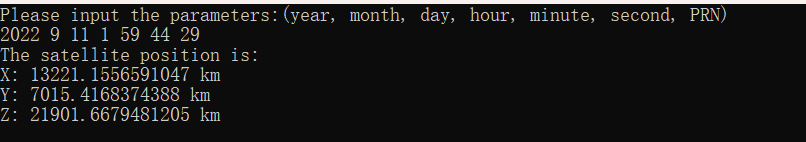 Please input the parameters:(year, month, day, hour, minute, second, PRN)
2022 9 11 1 59 44 29
The satellite position is:
X: 13221.1556591047 km
Y: 7015.4168374388 km
Z: 21901.6679481205 km